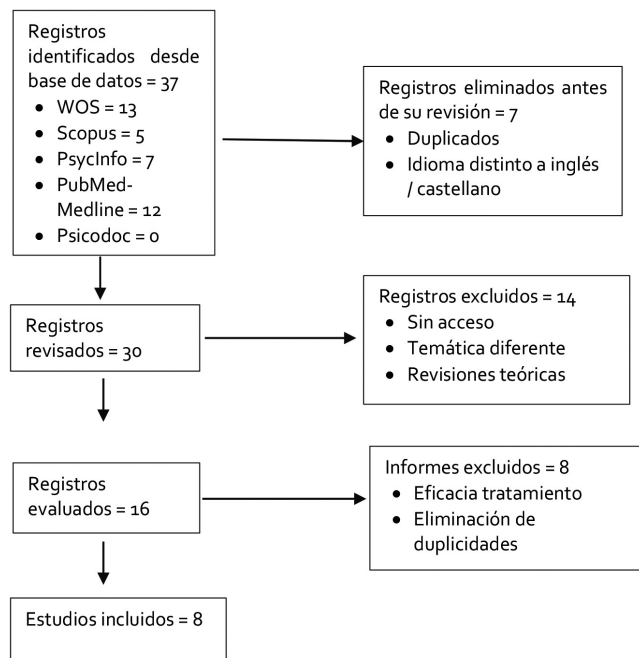 Registros
identificados desde
base de datos = 37
• WOS = 13
• Scopus = 5
• PsycInfo = 7
• PubMed-
Medline = 12
• Psicodoc = 0
Registros eliminados antes
de su revisión = 7
• Duplicados
• Idioma distinto a inglés
/ castellano
Registros
revisados = 30
Registros excluidos = 14
• Sin acceso
• Temática diferente
• Revisiones teóricas
Registros
evaluados = 16
Informes excluidos = 8
• Eficacia tratamiento
• Eliminación de
duplicidades
Estudios incluidos = 8